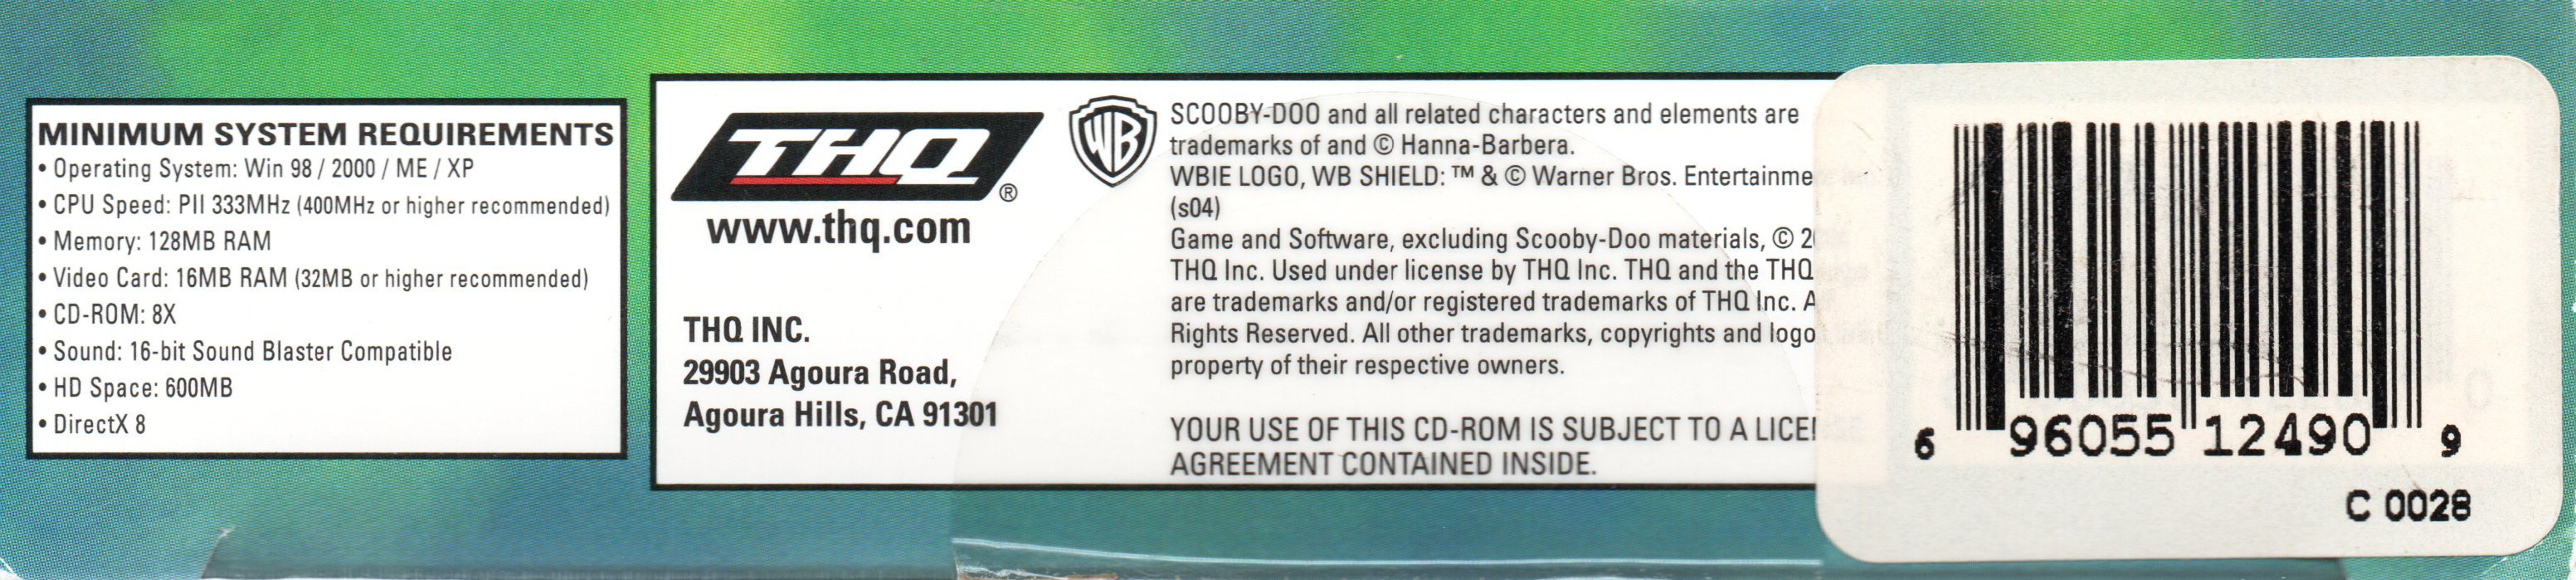 MINIMUM SYSTEM REQUIREMENTS
• Operating System: Win 98 / 2000 / ME / XP
• CPU Speed: PII 333MHz (400MHz or higher recommended)
• Memory: 128MB RAM
• Video Card: 16MB RAM (32MB or higher recommended)
• CD-ROM: 8X
• Sound: 16-bit Sound Blaster Compatible
• HD Space: 600MB
• DirectX 8
THQ®
www.thq.com
THQ INC.
29903 Agoura Road,
Agoura Hills, CA 91301
WB
SCOOBY-DOO and all related characters and elements are
trademarks of and © Hanna-Barbera.
WBIE LOGO, WB SHIELD: ™ & © Warner Bros. Entertainme
(s04)
Game and Software, excluding Scooby-Doo materials, © 2
THQ Inc. Used under license by THQ Inc. THQ and the THQ
are trademarks and/or registered trademarks of THQ Inc. A
Rights Reserved. All other trademarks, copyrights and logo
property of their respective owners.
YOUR USE OF THIS CD-ROM IS SUBJECT TO A LICE
AGREEMENT CONTAINED INSIDE.
6 96055 12490 9
C 0028